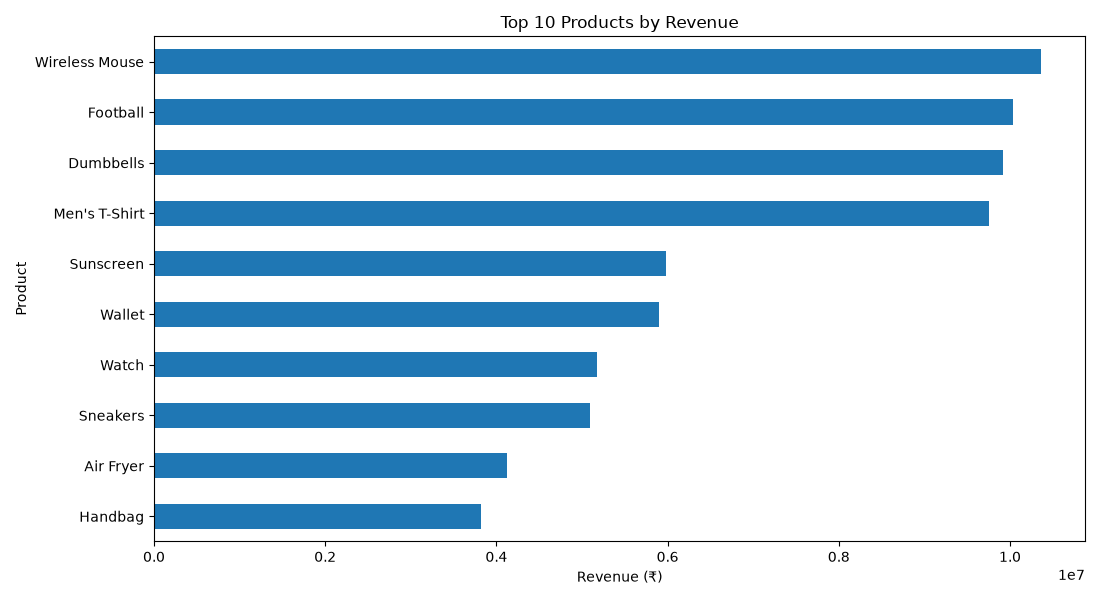 Top 10 Products by Revenue
Product
Wireless Mouse
Football
Dumbbells
Men's T-Shirt
Sunscreen
Wallet
Watch
Sneakers
Air Fryer
Handbag
0.0 0.2 0.4 0.6 0.8 1.0
1e7
Revenue (₹)